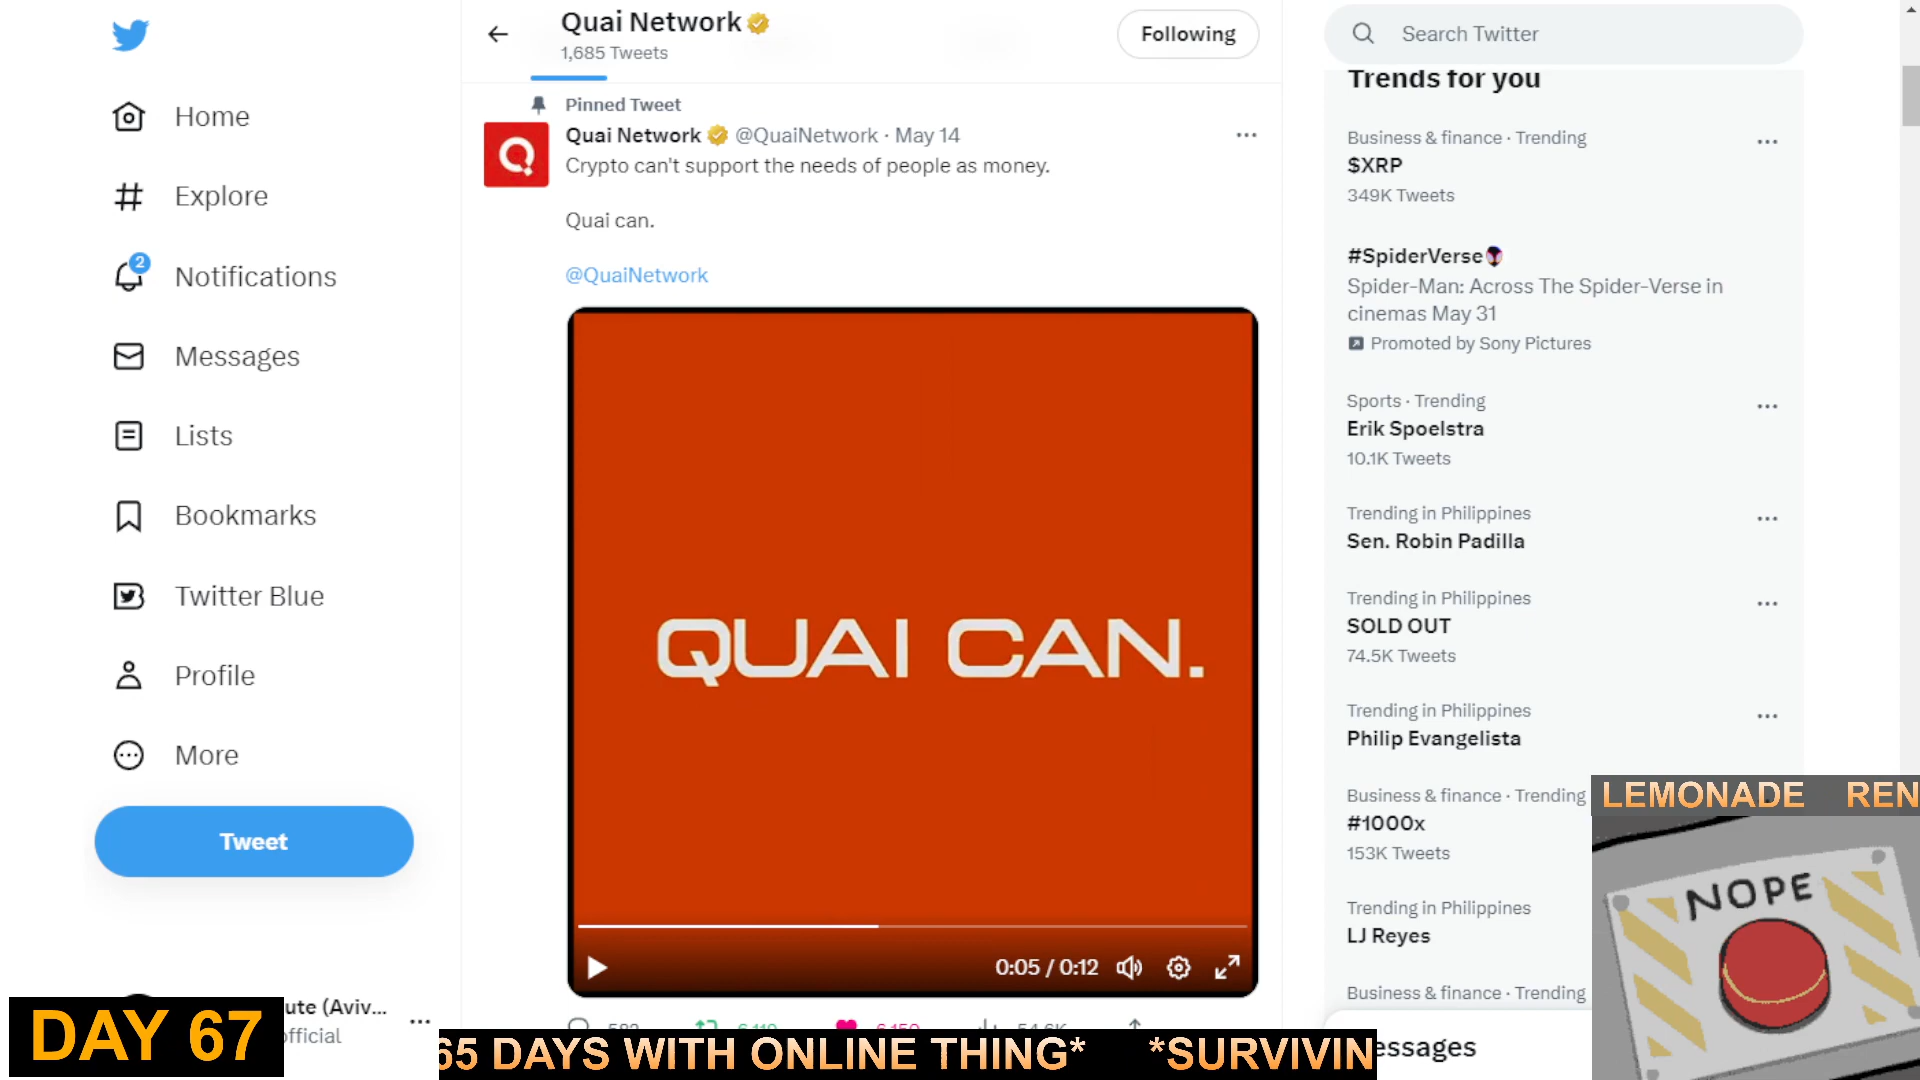 Home
Explore
2
Notifications
Messages
Lists
Bookmarks
Twitter Blue
Profile
More
Tweet
ute (Aviv...
official
DAY 67
Quai Network
1,685 Tweets
Following
Pinned Tweet
Quai Network @QuaiNetwork · May 14
Crypto can't support the needs of people as money.
Quai can.
@QuaiNetwork
QUAI CAN.
0:05 / 0:12
65 DAYS WITH ONLINE THING* *SURVIVIN
Search Twitter
Trends for you
Business & finance · Trending
$XRP
349K Tweets
#SpiderVerse
Spider-Man: Across The Spider-Verse in
cinemas May 31
Promoted by Sony Pictures
Sports · Trending
Erik Spoelstra
10.1K Tweets
Trending in Philippines
Sen. Robin Padilla
Trending in Philippines
SOLD OUT
74.5K Tweets
Trending in Philippines
Philip Evangelista
Business & finance · Trending
#1000x
153K Tweets
Trending in Philippines
LJ Reyes
Business & finance · Trending
essages
LEMONADE REN
NOPE